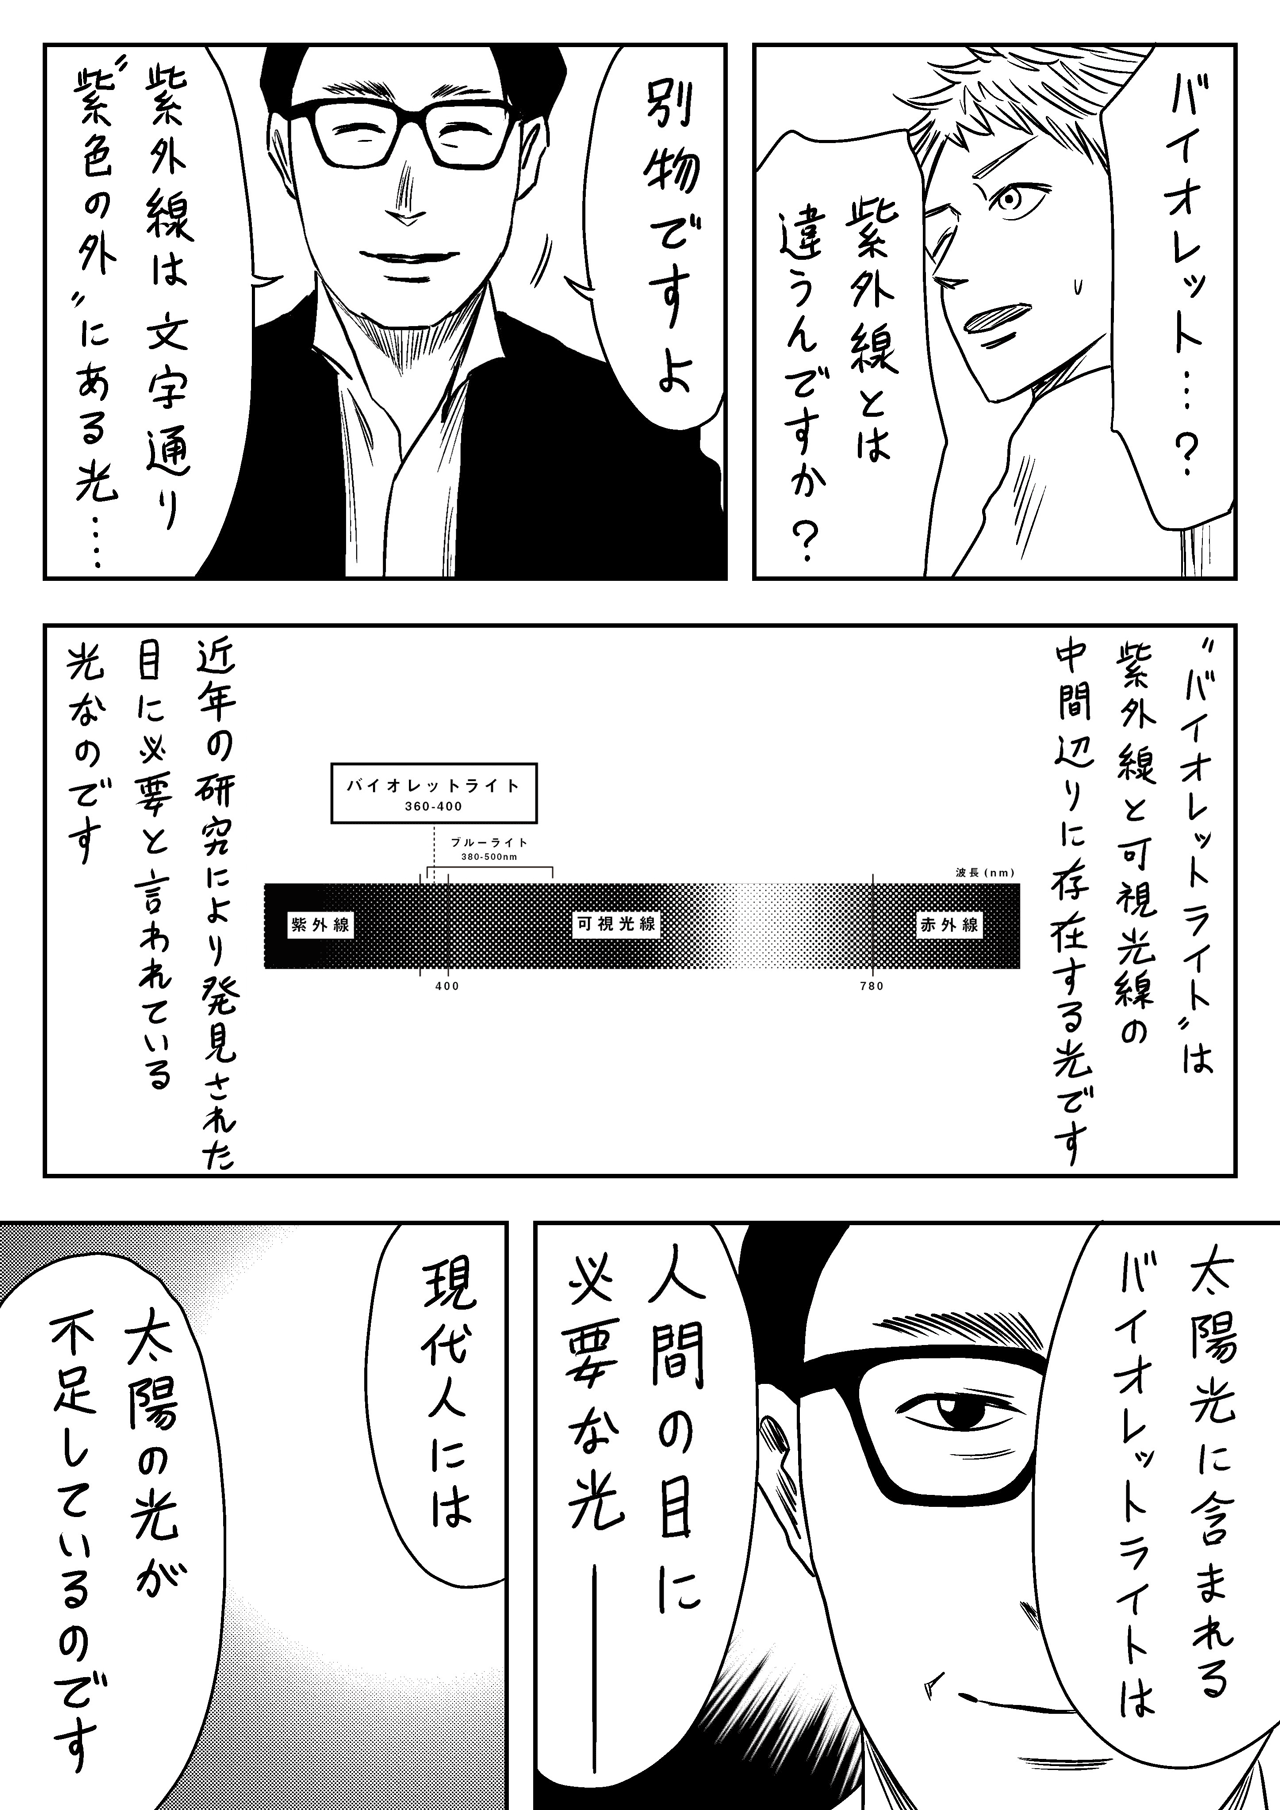 バイオレット…？
紫外線とは
違うんですか？
別物ですよ
紫外線は文字通り
〝紫色の外〟にある光……
〝バイオレットライト〟は
紫外線と可視光線の
中間辺りに存在する光です
バイオレットライト
360-400
ブルーライト
380-500nm
波長(nm)
紫外線
可視光線
赤外線
400
780
近年の研究により発見された
目に必要と言われている
光なのです
太陽光に含まれる
バイオレットライトは
人間の目に
必要な光――
現代人には
太陽の光が
不足しているのです